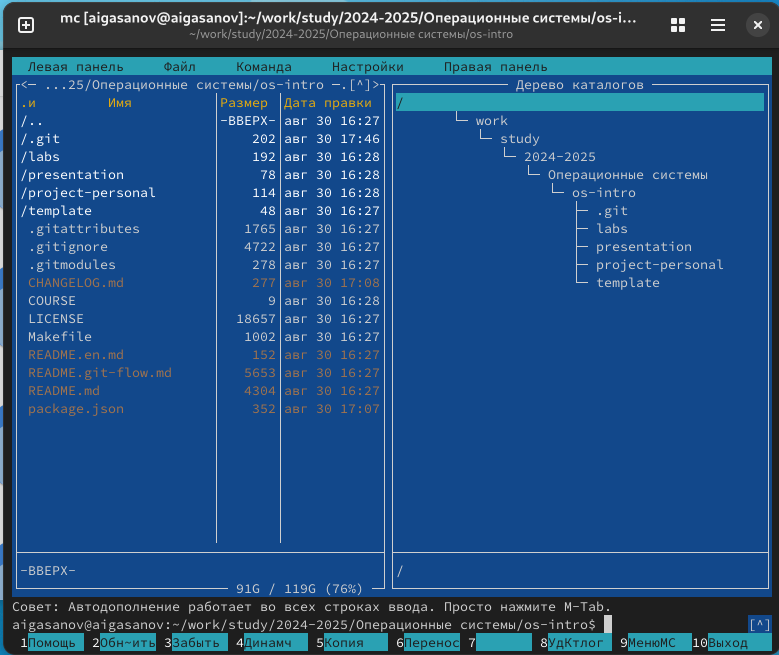 mc [aigasanov@aigasanov]:~/work/study/2024-2025/Операционные системы/os-i...
~/work/study/2024-2025/Операционные системы/os-intro
Левая панель Файл Команда Настройки Правая панель
<─ ...25/Операционные системы/os-intro ─.[^]>
Дерево каталогов
.и Имя Размер Дата правки
/.. -ВВЕРХ- авг 30 16:27
/.git 202 авг 30 17:46
/labs 192 авг 30 16:28
/presentation 78 авг 30 16:28
/project-personal 114 авг 30 16:28
/template 48 авг 30 16:27
.gitattributes 1765 авг 30 16:27
.gitignore 4722 авг 30 16:27
.gitmodules 278 авг 30 16:27
CHANGELOG.md 277 авг 30 17:08
COURSE 9 авг 30 16:28
LICENSE 18657 авг 30 16:27
Makefile 1002 авг 30 16:27
README.en.md 152 авг 30 16:27
README.git-flow.md 5653 авг 30 16:27
README.md 4304 авг 30 16:27
package.json 352 авг 30 17:07
-ВВЕРХ-
91G / 119G (76%)
/
work
study
2024-2025
Операционные системы
os-intro
.git
labs
presentation
project-personal
template
/
Совет: Автодополнение работает во всех строках ввода. Просто нажмите M-Tab.
aigasanov@aigasanov:~/work/study/2024-2025/Операционные системы/os-intro$ [^]
1Помощь 2Обн~ить 3Забыть 4Динамч 5Копия 6Перенос 7 8УдКтлог 9МенюMC 10Выход